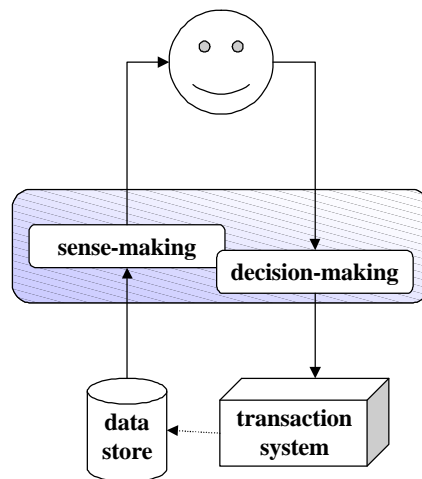 sense-making
decision-making
data
store
transaction
system